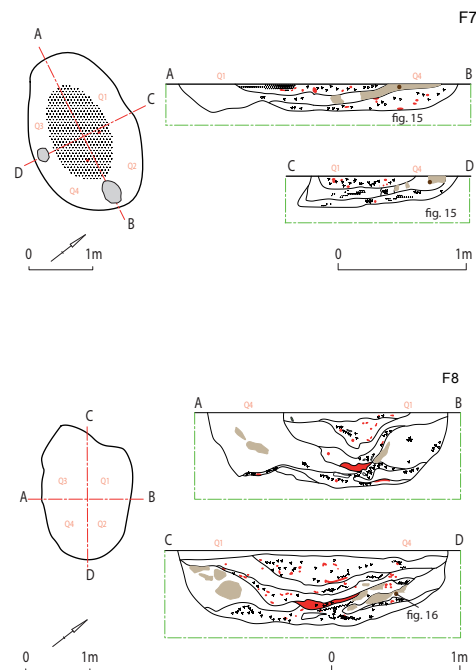 F7
A
Q1
C
Q3
D
Q2
Q4
B
0 1m
A Q1 Q4 B
fig. 15
C Q1 Q4 D
fig. 15
0 1m
F8
C
Q3 Q1
A B
Q4 Q2
D
0 1m
A Q4 Q1 B
C Q1 Q4 D
fig. 16
0 1m